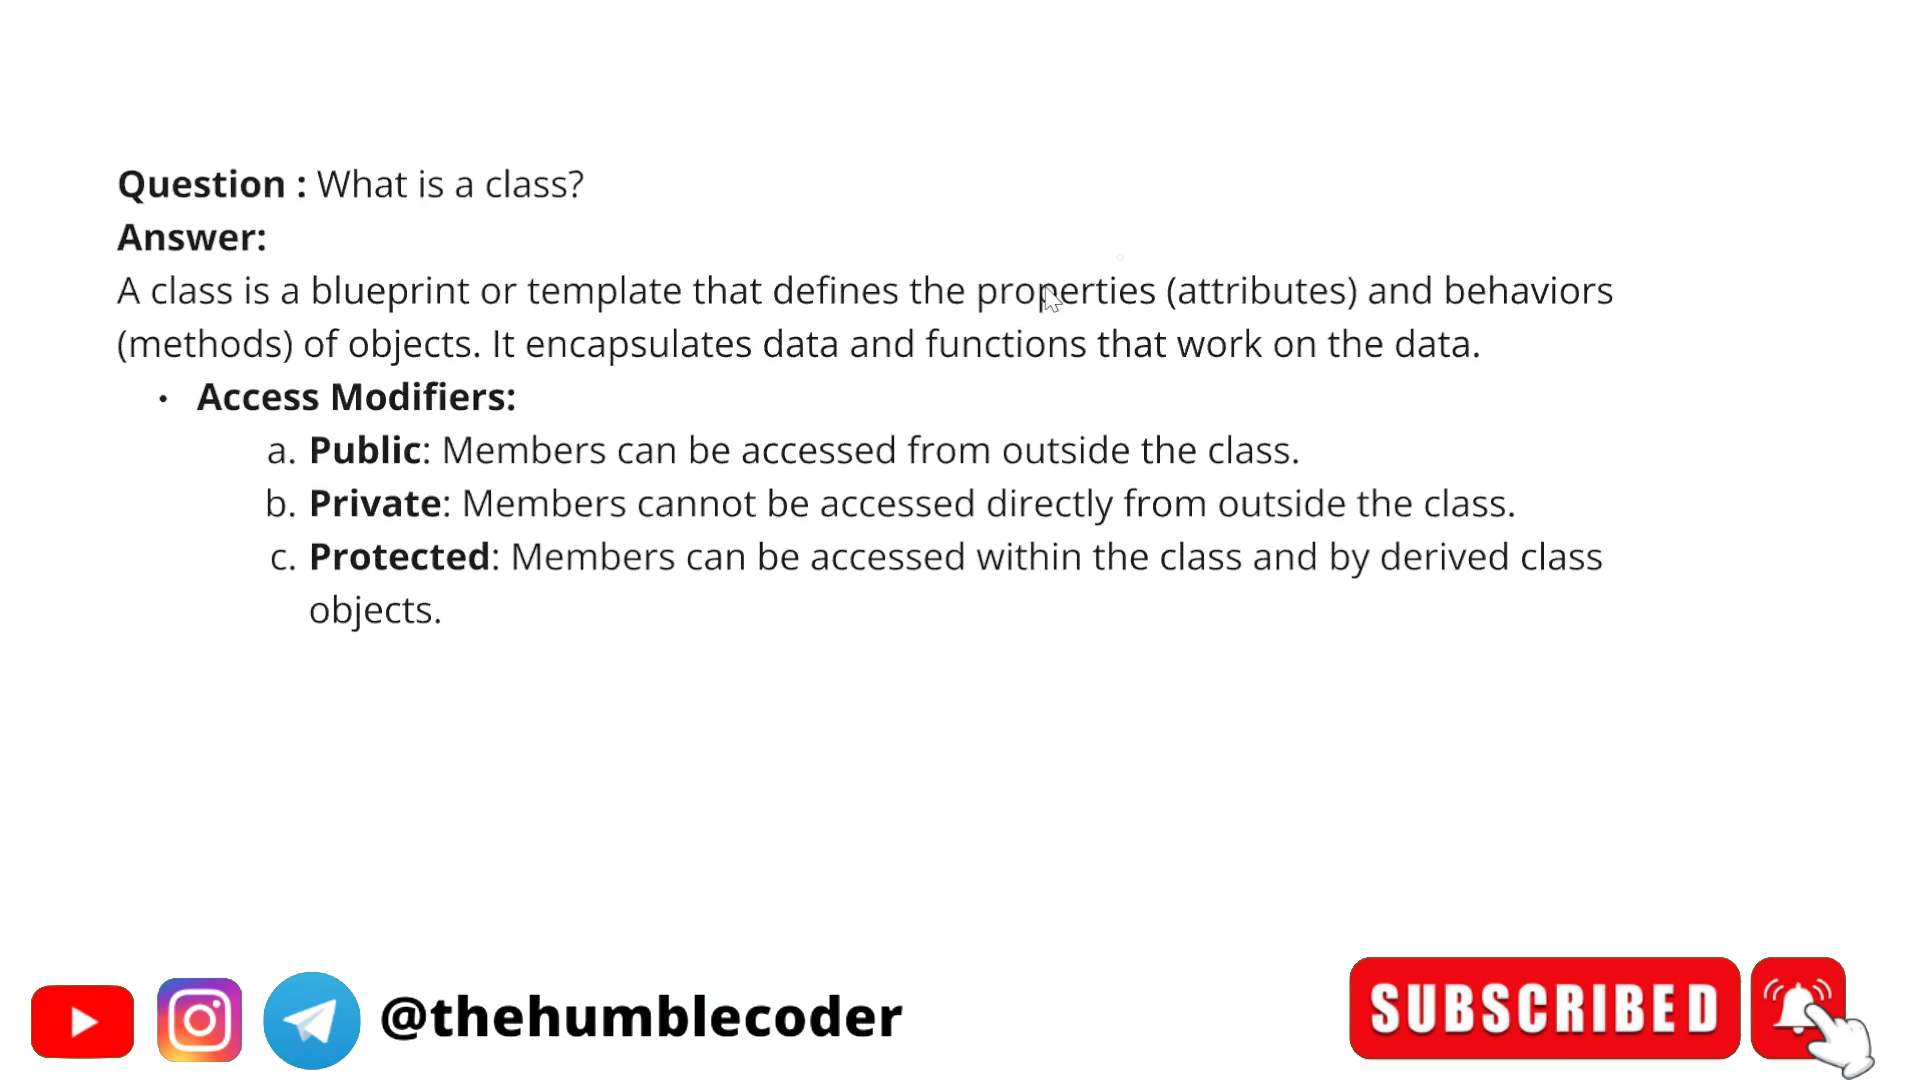 Question : What is a class?
Answer:
A class is a blueprint or template that defines the properties (attributes) and behaviors
(methods) of objects. It encapsulates data and functions that work on the data.
• Access Modifiers:
a. Public: Members can be accessed from outside the class.
b. Private: Members cannot be accessed directly from outside the class.
c. Protected: Members can be accessed within the class and by derived class
objects.
@thehumblecoder
SUBSCRIBED